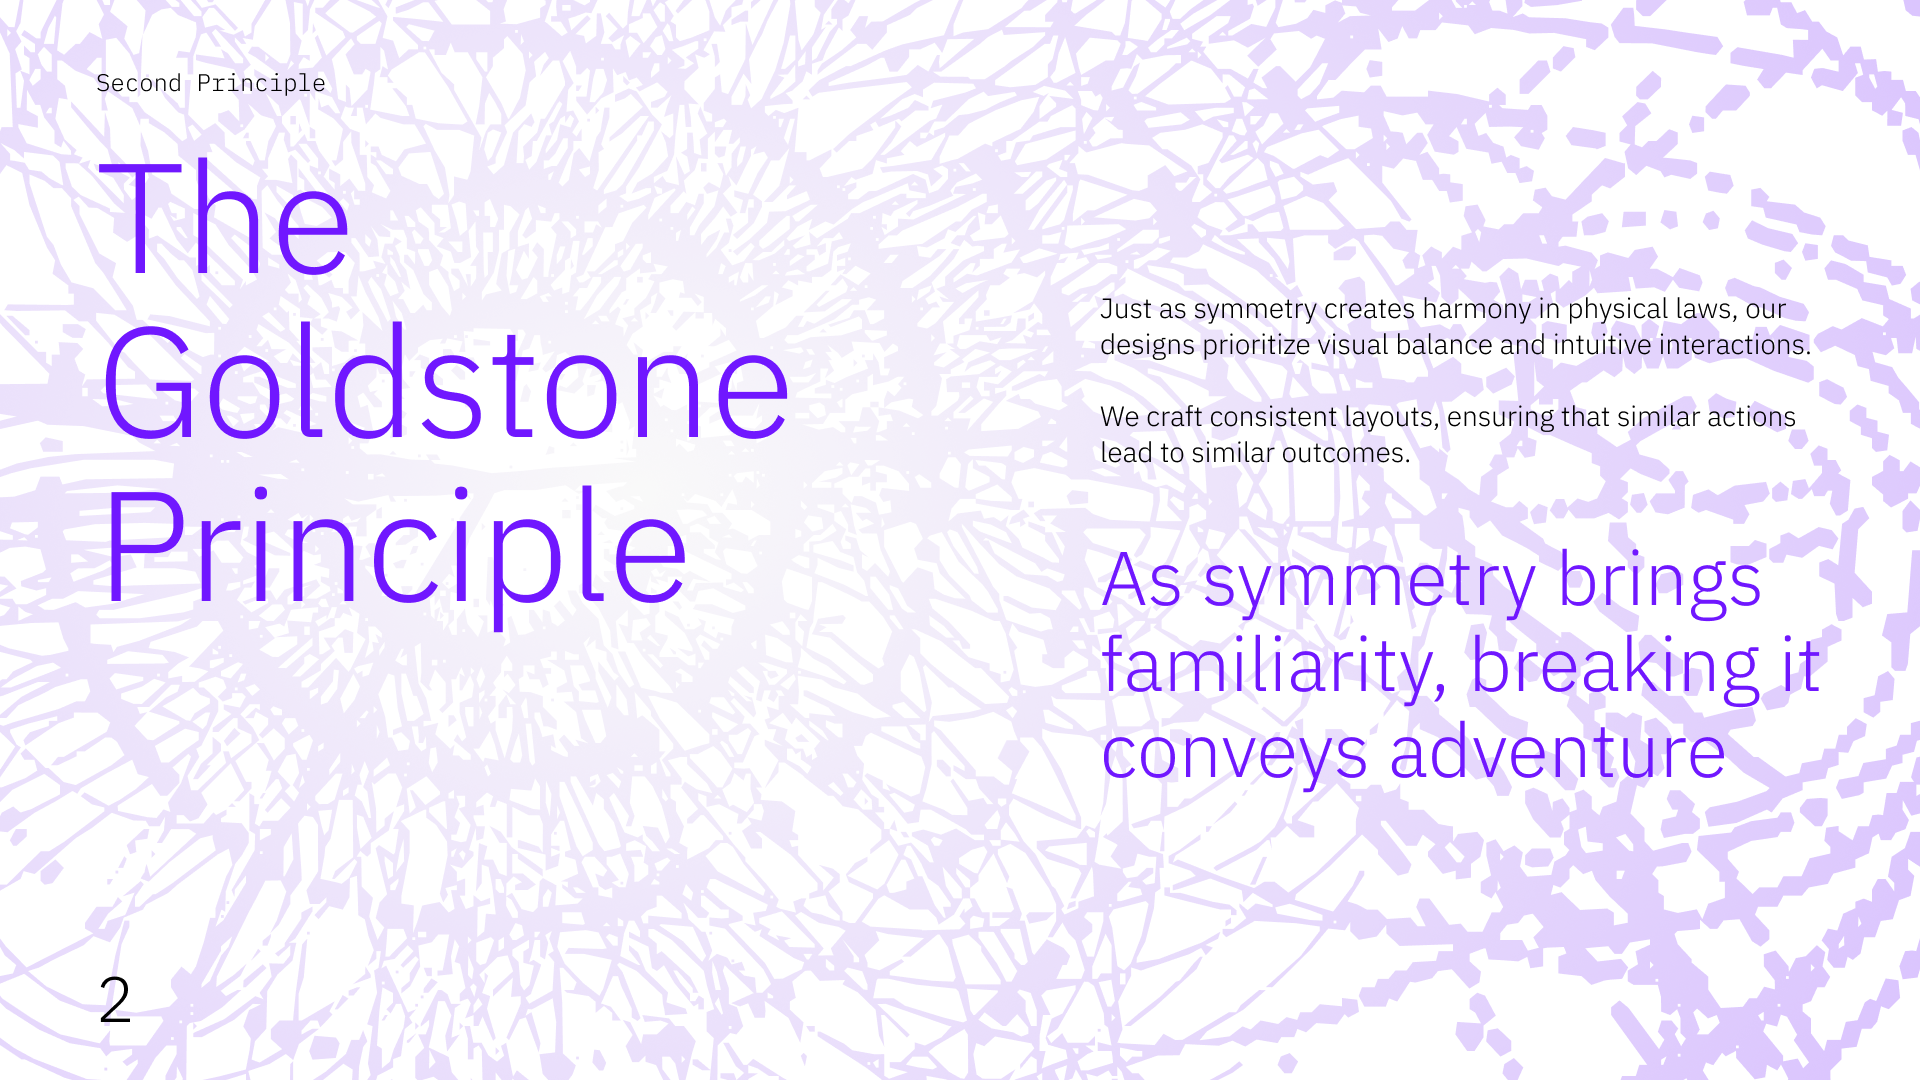 Second Principle
The
Goldstone
Principle
Just as symmetry creates harmony in physical laws, our
designs prioritize visual balance and intuitive interactions.
We craft consistent layouts, ensuring that similar actions
lead to similar outcomes.
As symmetry brings
familiarity, breaking it
conveys adventure
2